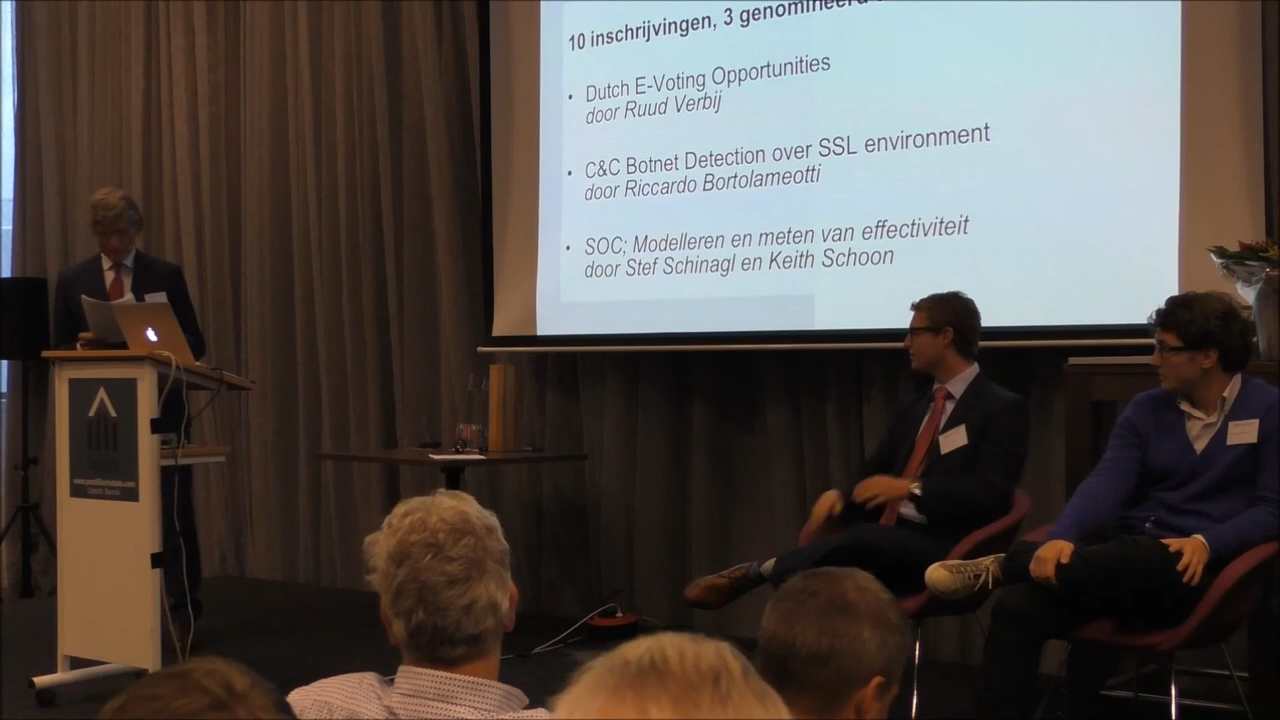 10 inschrijvingen, 3 genomineerd
• Dutch E-Voting Opportunities
door Ruud Verbij
• C&C Botnet Detection over SSL environment
door Riccardo Bortolameotti
• SOC; Modelleren en meten van effectiviteit
door Stef Schinagl en Keith Schoon